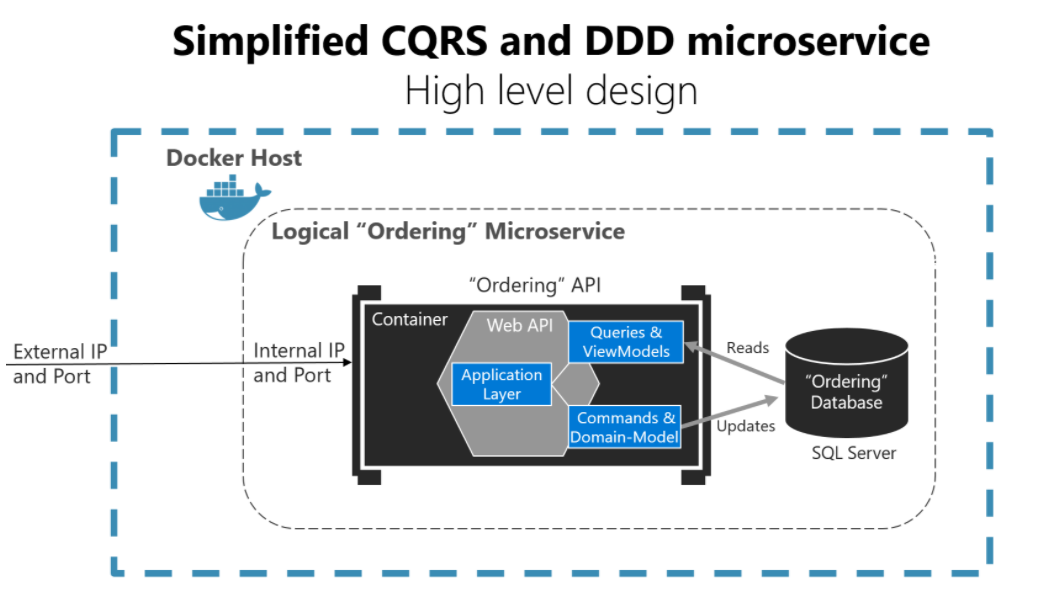 Simplified CQRS and DDD microservice
High level design
Docker Host
Logical “Ordering” Microservice
“Ordering” API
Container
Web API
Queries &
ViewModels
External IP
and Port
Internal IP
and Port
Application
Layer
Commands &
Domain-Model
Reads
Updates
“Ordering“
Database
SQL Server